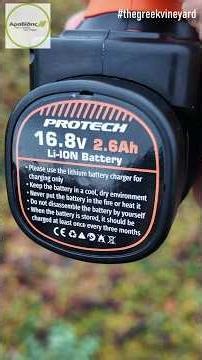 #thegreekvineyard
PROTECH
16.8v 2.6Ah
Li-ION Battery
• Please use the lithium battery charger for
charging only
• Keep the battery in a cool, dry environment
• Never put the battery in the fire or heat it
• Do not disassemble the battery by yourself
• When the battery is stored, it should be
charged at least once every three months
CE